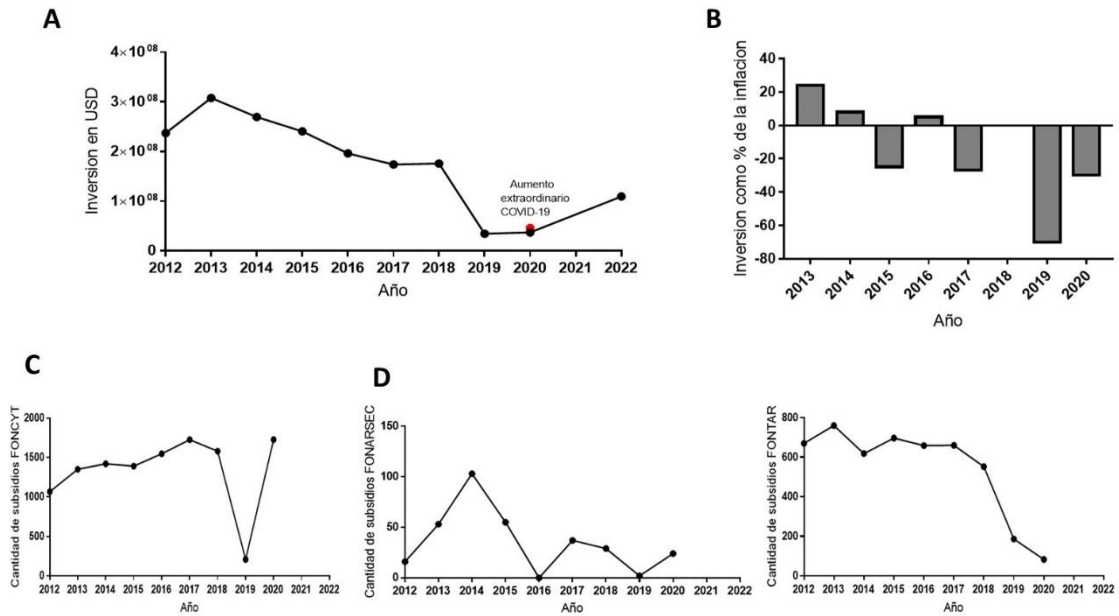 A
Inversion en USD
4×10⁰⁸
3×10⁰⁸
2×10⁰⁸
1×10⁰⁸
0
Aumento
extraordinario
COVID-19
2012 2013 2014 2015 2016 2017 2018 2019 2020 2021 2022
Año
B
Inversion como % de la inflacion
40
20
0
-20
-40
-60
-80
2013 2014 2015 2016 2017 2018 2019 2020
Año
C
Cantidad de subsidios FONCYT
2000
1500
1000
500
0
2012 2013 2014 2015 2016 2017 2018 2019 2020 2021 2022
Año
D
Cantidad de subsidios FONARSEC
150
100
50
0
2012 2013 2014 2015 2016 2017 2018 2019 2020 2021 2022
Año
Cantidad de subsidios FONTAR
800
600
400
200
0
2012 2013 2014 2015 2016 2017 2018 2019 2020 2021 2022
Año